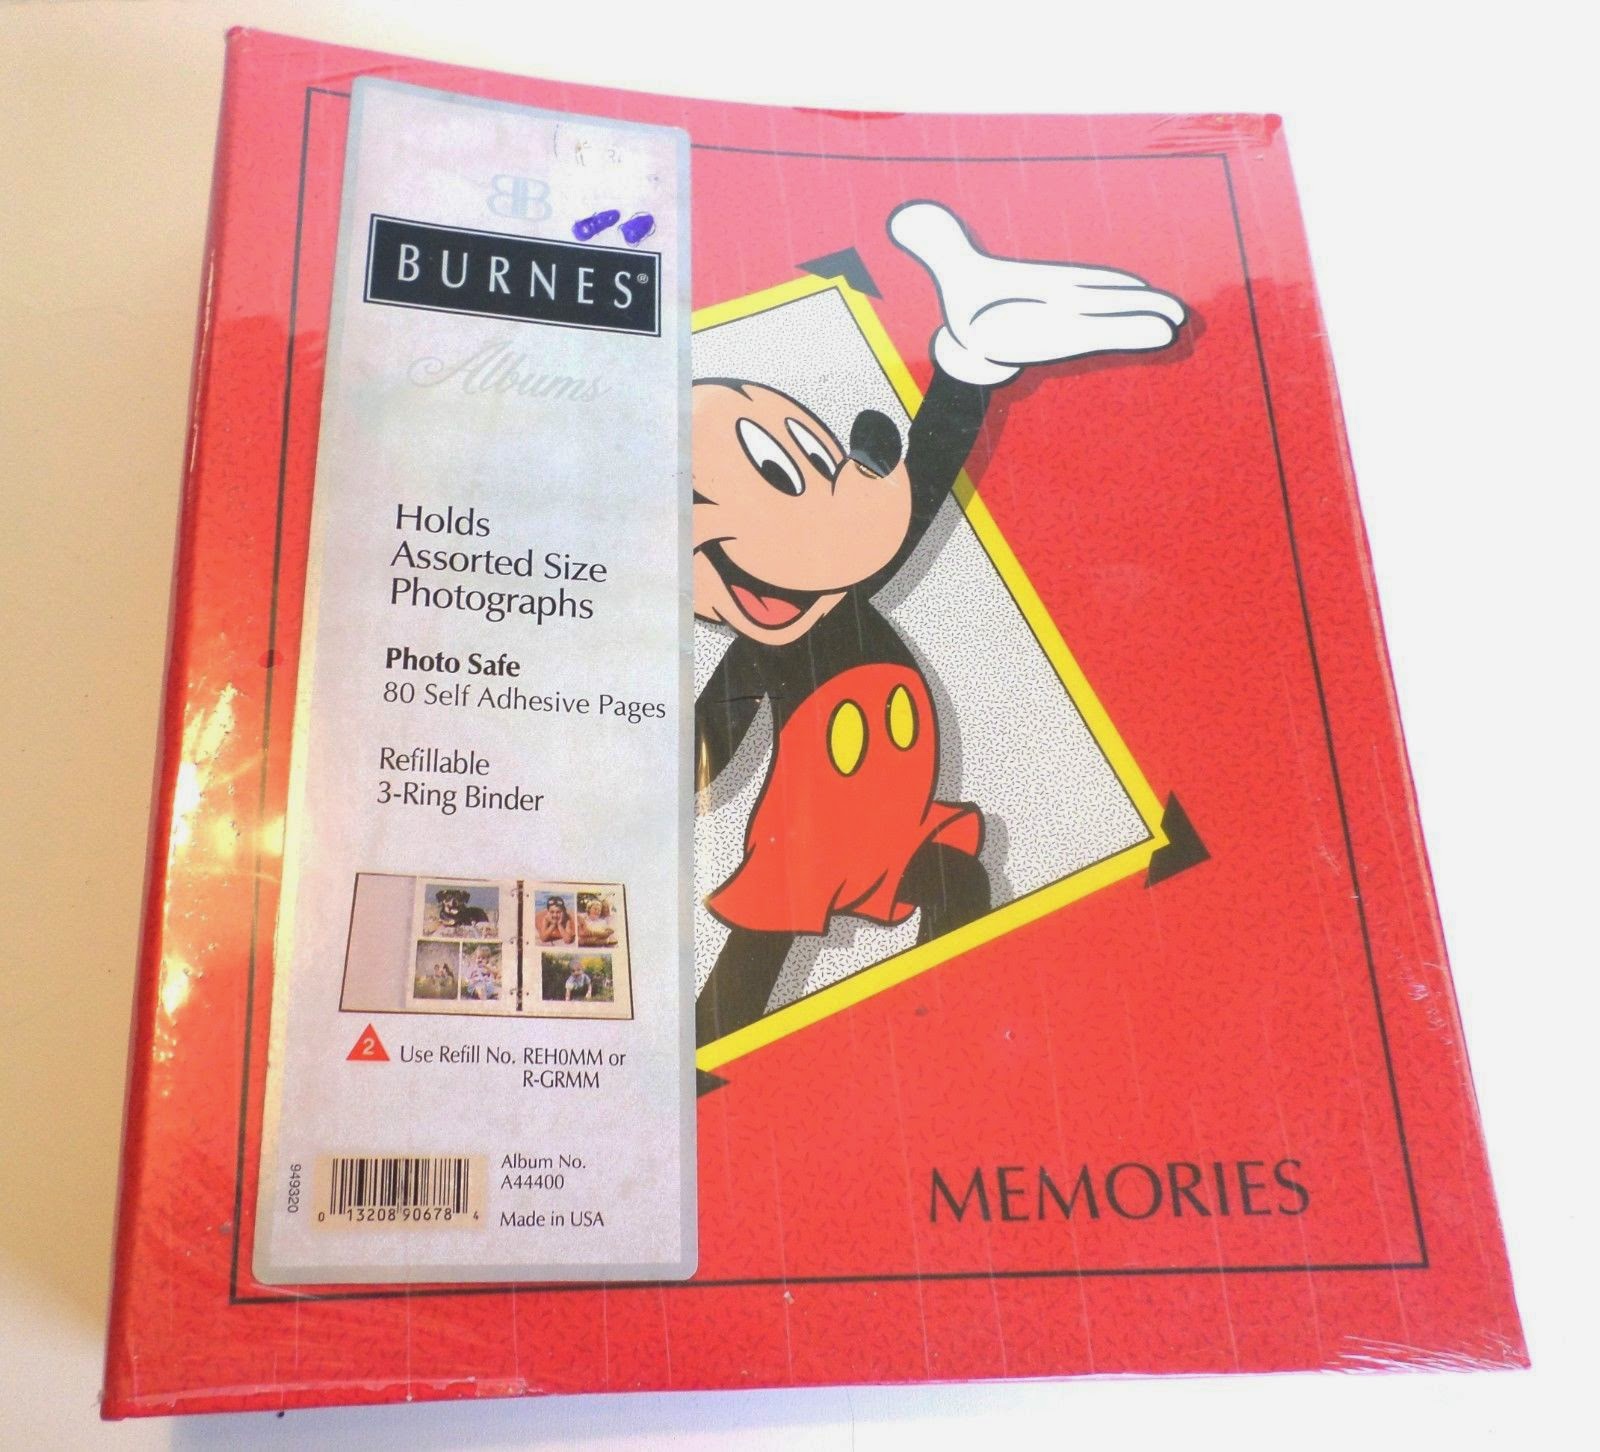 BURNES®
Albums
Holds
Assorted Size
Photographs
Photo Safe
80 Self Adhesive Pages
Refillable
3-Ring Binder
2 Use Refill No. REH0MM or
R-GRMM
949320
0 13208 90678 4
Album No.
A44400
Made in USA
MEMORIES